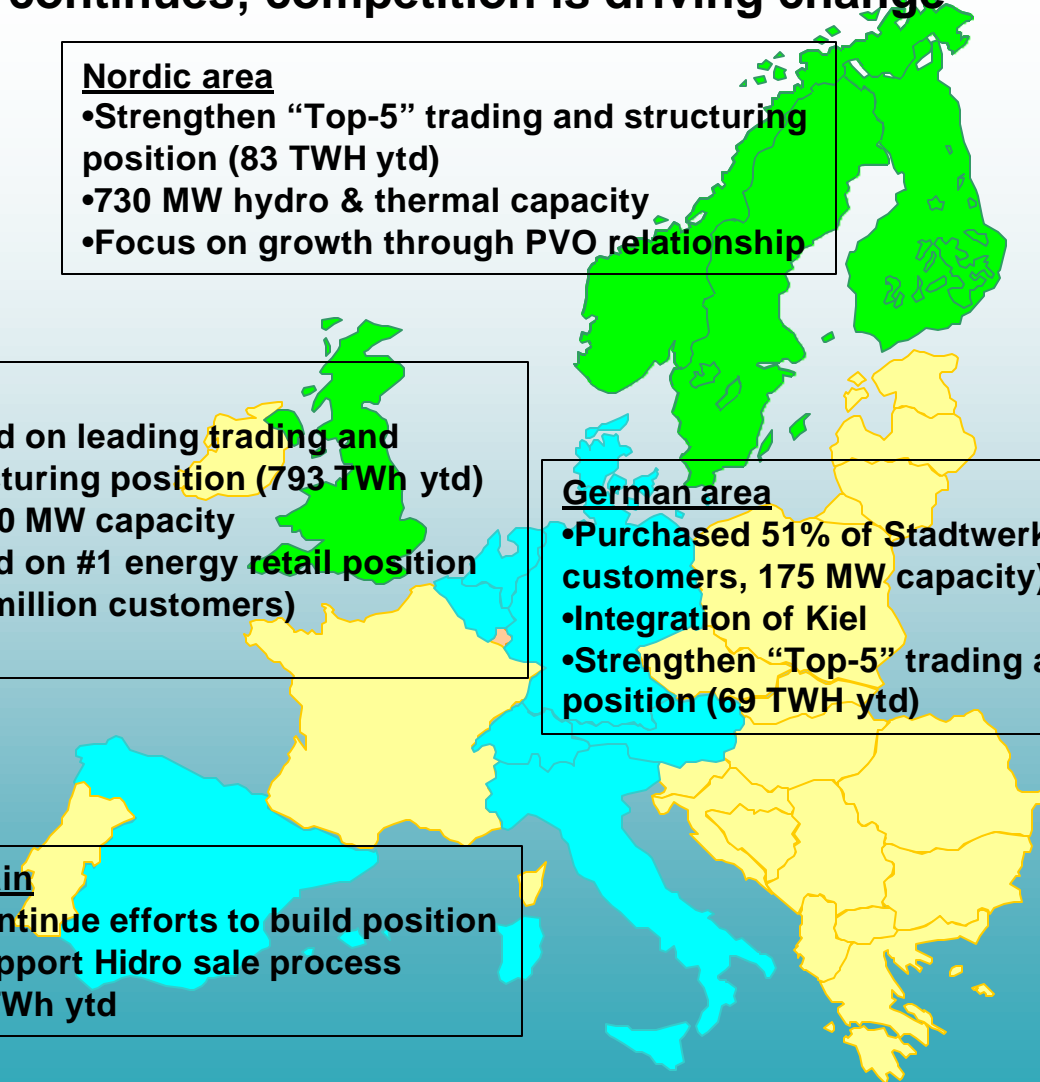 continues; competition is driving change
Nordic area
•Strengthen “Top-5” trading and structuring
position (83 TWH ytd)
•730 MW hydro & thermal capacity
•Focus on growth through PVO relationship
d on leading trading and
turing position (793 TWh ytd)
0 MW capacity
d on #1 energy retail position
million customers)
German area
•Purchased 51% of Stadtwerk
customers, 175 MW capacity)
•Integration of Kiel
•Strengthen “Top-5” trading a
position (69 TWH ytd)
in
ntinue efforts to build position
pport Hidro sale process
TWh ytd